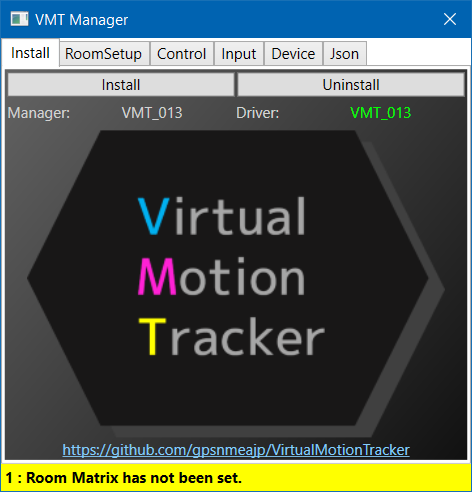 VMT Manager
Install RoomSetup Control Input Device Json
Install Uninstall
Manager: VMT_013 Driver: VMT_013
Virtual
Motion
Tracker
https://github.com/gpsnmeajp/VirtualMotionTracker
1 : Room Matrix has not been set.